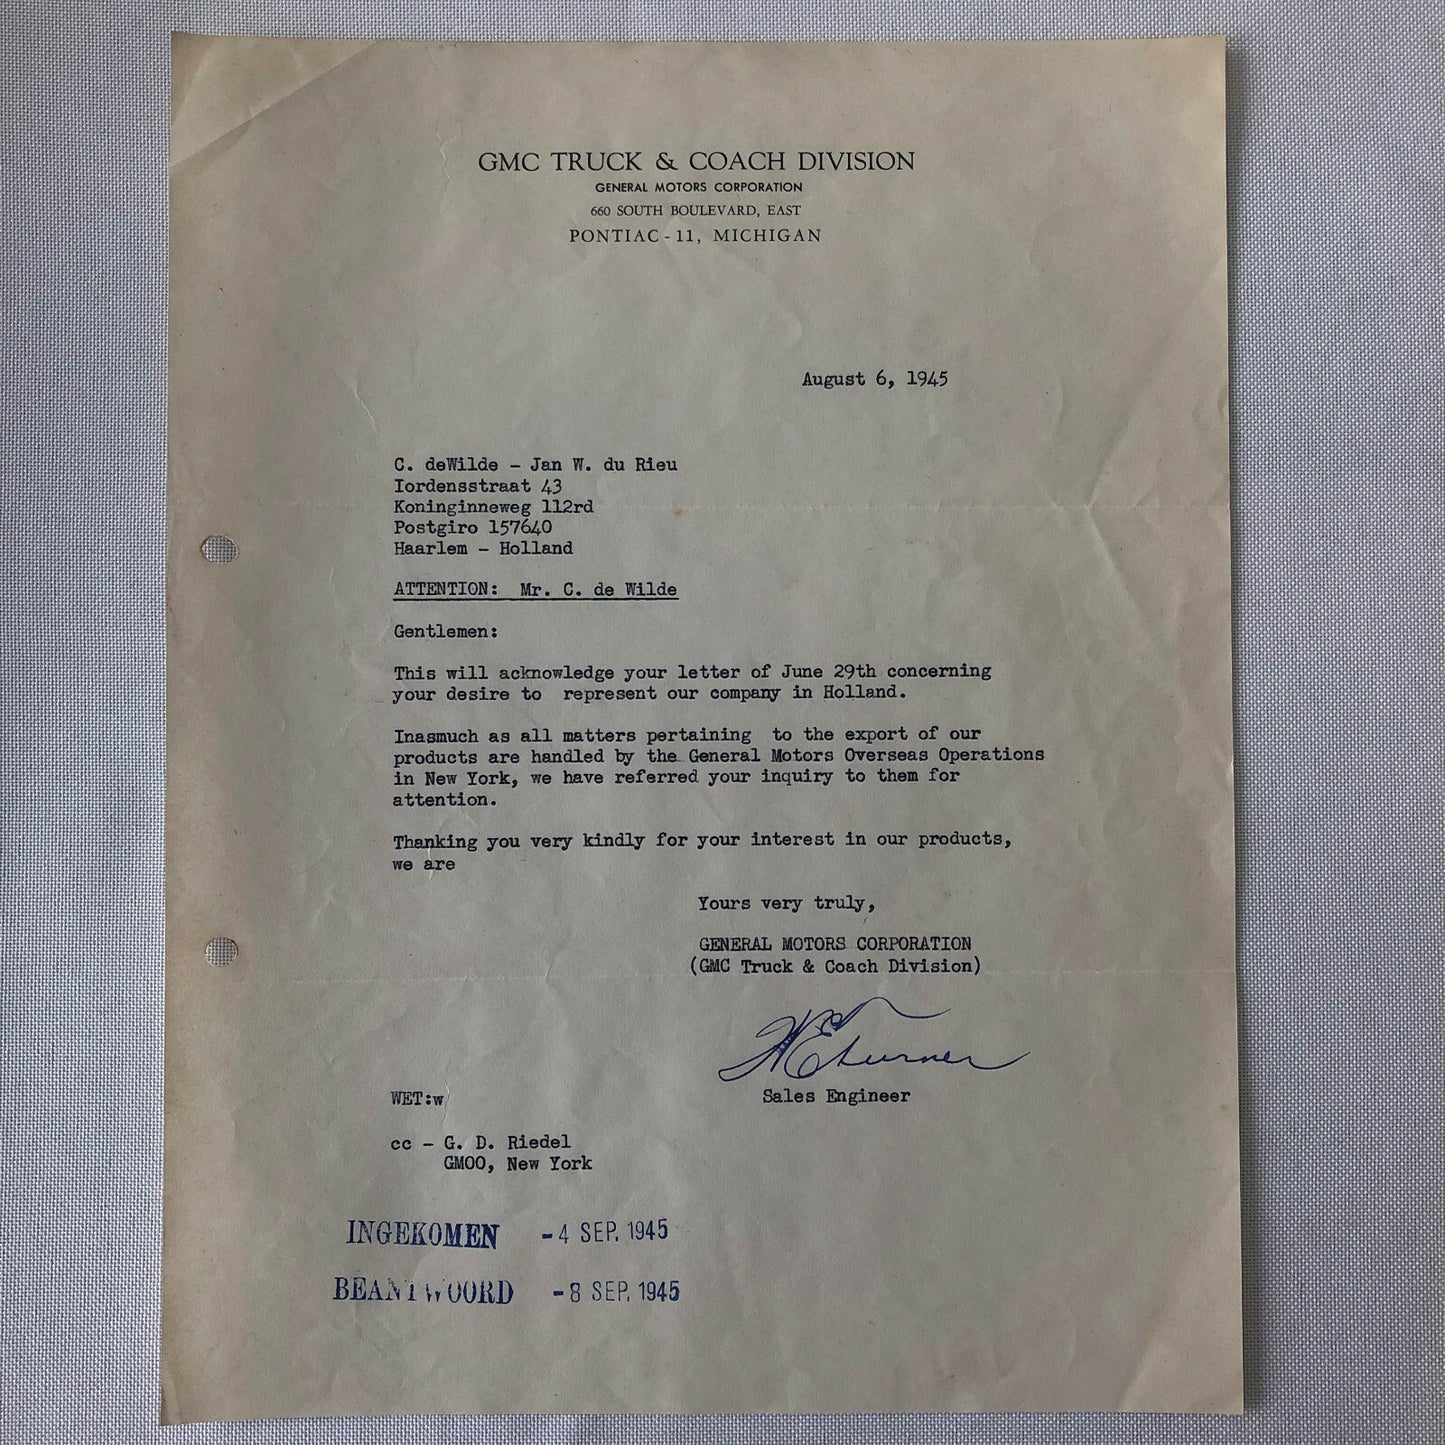 GMC TRUCK & COACH DIVISION
GENERAL MOTORS CORPORATION
660 SOUTH BOULEVARD, EAST
PONTIAC-11, MICHIGAN
August 6, 1945
C. deWilde - Jan W. du Rieu
Iordensstraat 43
Koninginneweg 112rd
Postgiro 157640
Haarlem - Holland
ATTENTION: Mr. C. de Wilde
Gentlemen:
This will acknowledge your letter of June 29th concerning
your desire to represent our company in Holland.
Inasmuch as all matters pertaining to the export of our
products are handled by the General Motors Overseas Operations
in New York, we have referred your inquiry to them for
attention.
Thanking you very kindly for your interest in our products,
we are
Yours very truly,
GENERAL MOTORS CORPORATION
(GMC Truck & Coach Division)
WETurner
Sales Engineer
WET:w
cc - G. D. Riedel
GMOO, New York
INGEKOMEN -4 SEP. 1945
BEANTWOORD -8 SEP. 1945